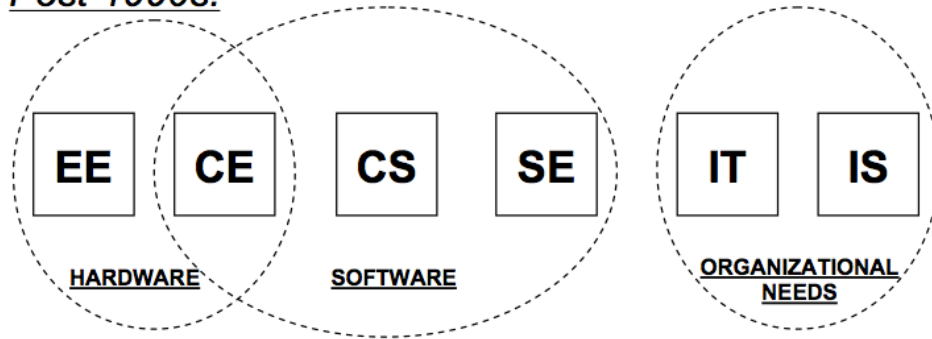 Post-1990s:
EE CE CS SE IT IS
HARDWARE SOFTWARE ORGANIZATIONAL
NEEDS